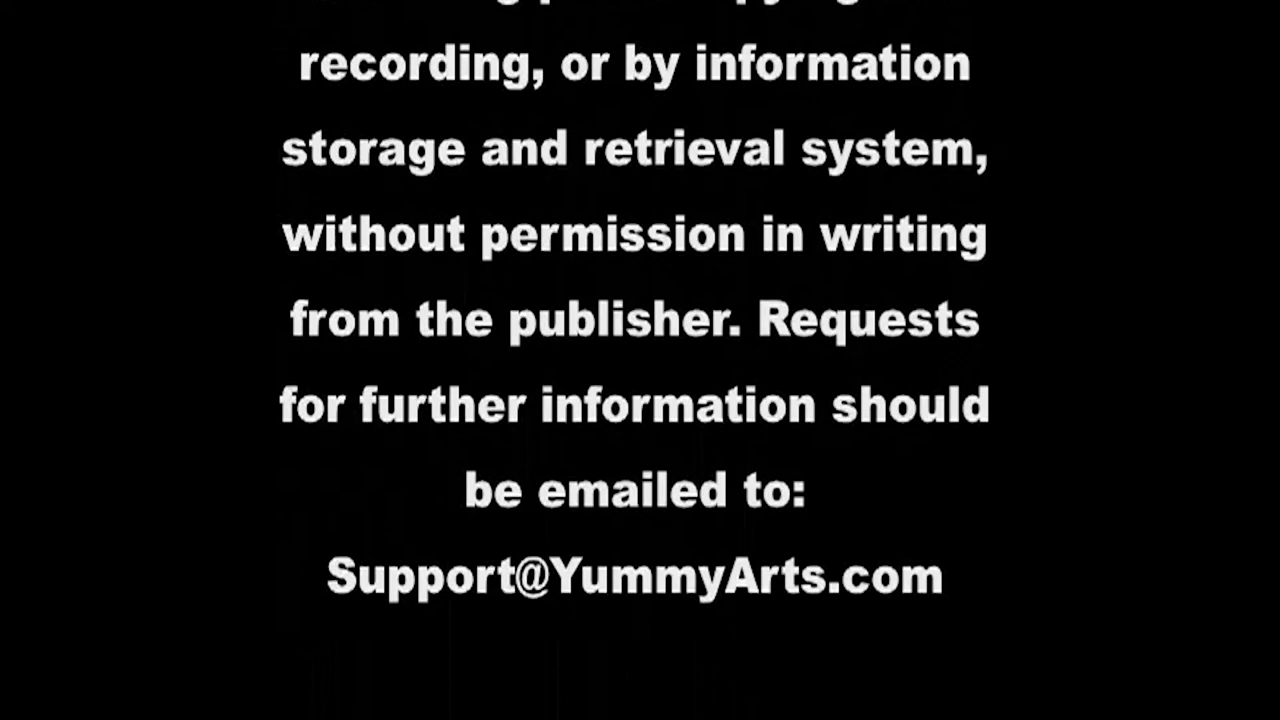 recording, or by information
storage and retrieval system,
without permission in writing
from the publisher. Requests
for further information should
be emailed to:
Support@YummyArts.com